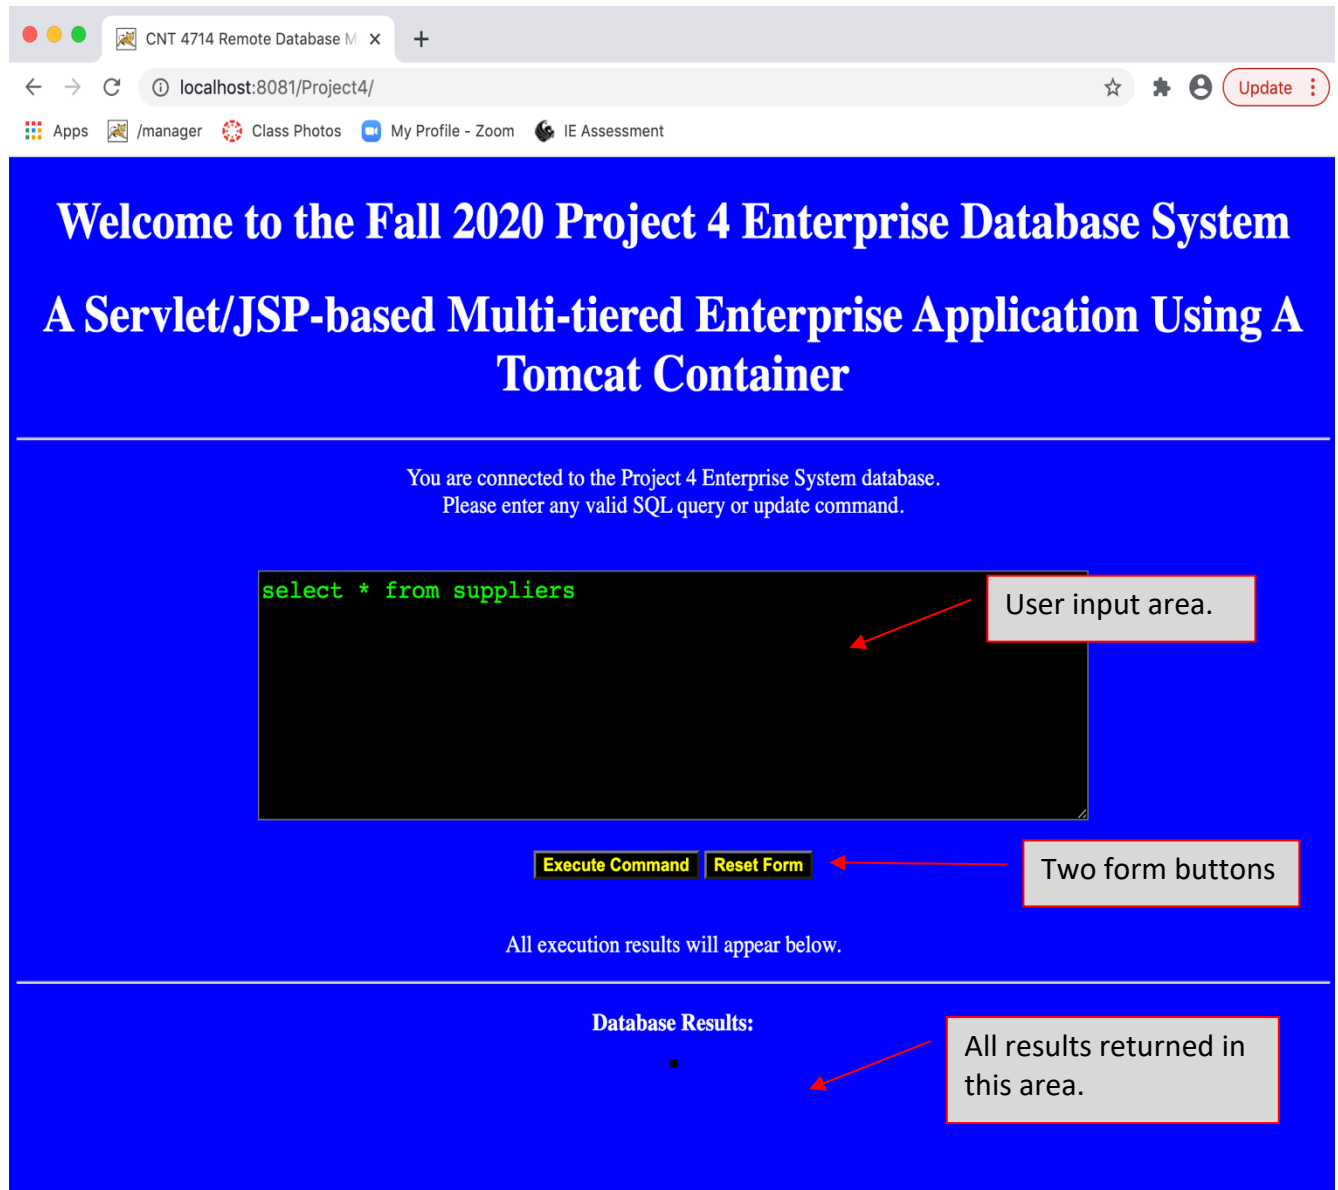 CNT 4714 Remote Database M
localhost:8081/Project4/
Update
Apps /manager Class Photos My Profile - Zoom IE Assessment
Welcome to the Fall 2020 Project 4 Enterprise Database System
A Servlet/JSP-based Multi-tiered Enterprise Application Using A
Tomcat Container
You are connected to the Project 4 Enterprise System database.
Please enter any valid SQL query or update command.
select * from suppliers
User input area.
Execute Command Reset Form
Two form buttons
All execution results will appear below.
Database Results:
All results returned in
this area.